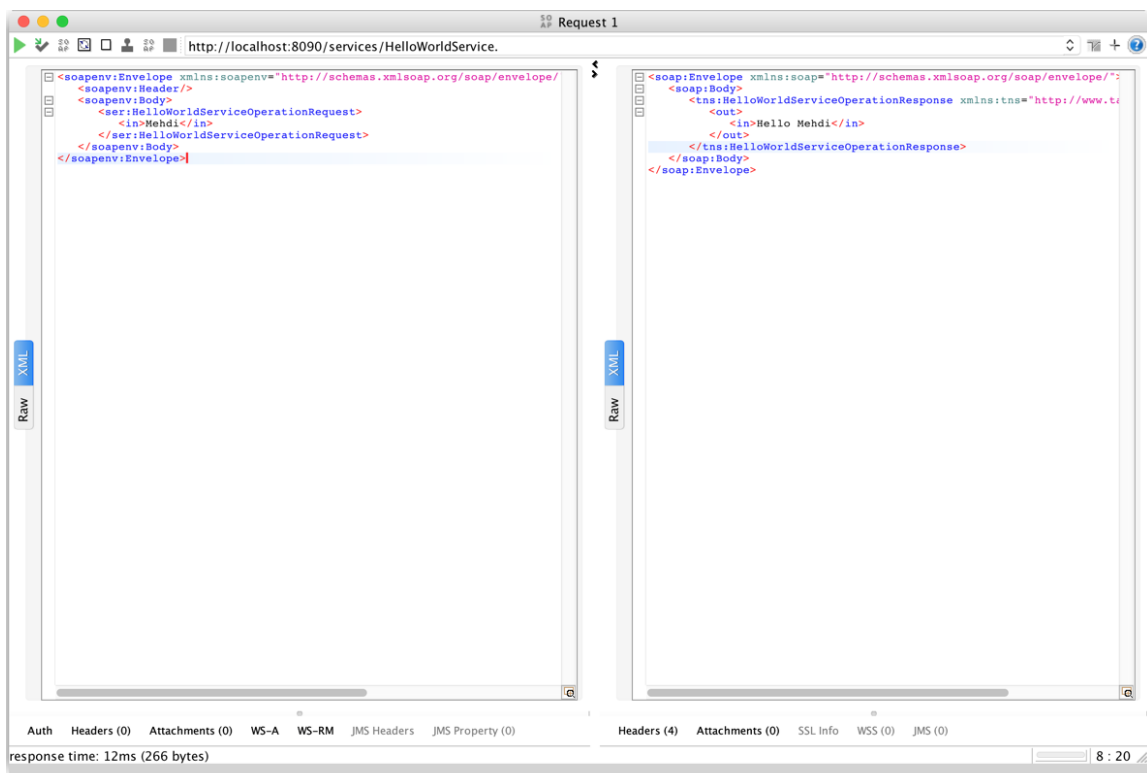 Request 1
http://localhost:8090/services/HelloWorldService.
<soapenv:Envelope xmlns:soapenv="http://schemas.xmlsoap.org/soap/envelope/
<soapenv:Header/>
<soapenv:Body>
<ser:HelloWorldServiceOperationRequest>
<in>Mehdi</in>
</ser:HelloWorldServiceOperationRequest>
</soapenv:Body>
</soapenv:Envelope>
<soap:Envelope xmlns:soap="http://schemas.xmlsoap.org/soap/envelope/">
<soap:Body>
<tns:HelloWorldServiceOperationResponse xmlns:tns="http://www.ta
<out>
<in>Hello Mehdi</in>
</out>
</tns:HelloWorldServiceOperationResponse>
</soap:Body>
</soap:Envelope>
XML
Raw
XML
Raw
Auth Headers (0) Attachments (0) WS-A WS-RM JMS Headers JMS Property (0)
Headers (4) Attachments (0) SSL Info WSS (0) JMS (0)
response time: 12ms (266 bytes)
8 : 20